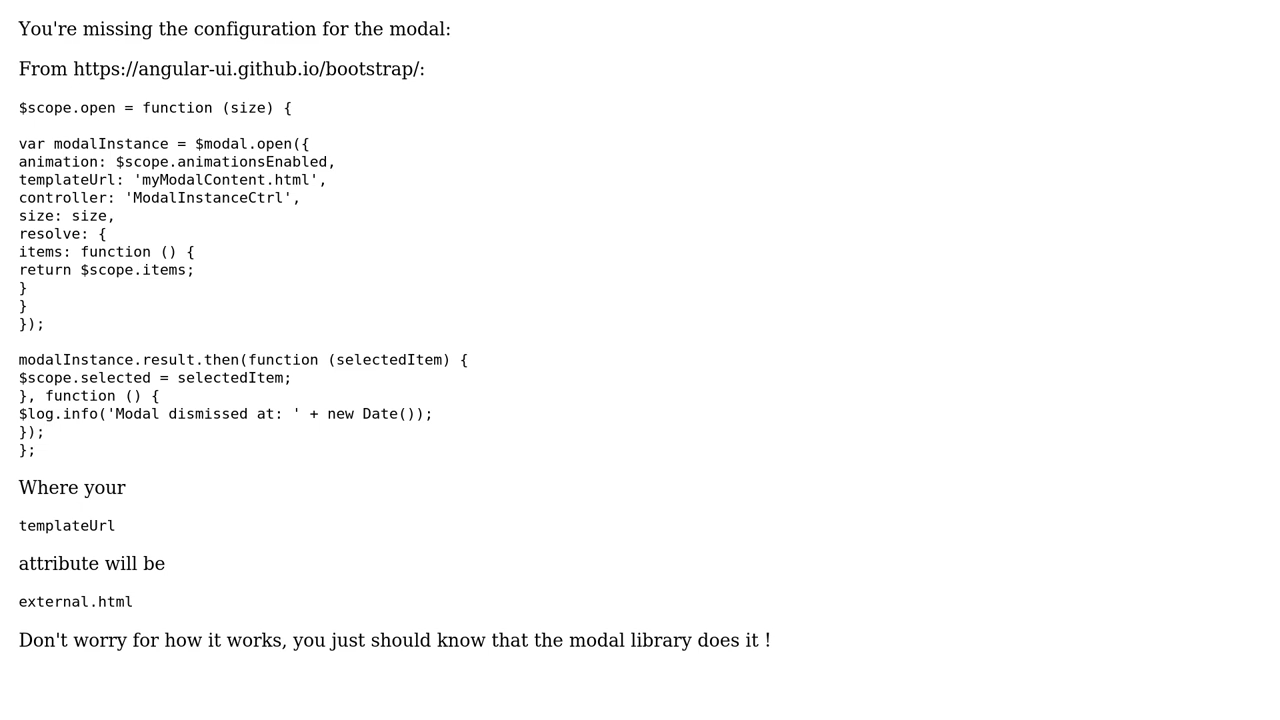 You're missing the configuration for the modal:
From https://angular-ui.github.io/bootstrap/:
$scope.open = function (size) {
var modalInstance = $modal.open({
animation: $scope.animationsEnabled,
templateUrl: 'myModalContent.html',
controller: 'ModalInstanceCtrl',
size: size,
resolve: {
items: function () {
return $scope.items;
}
}
});
modalInstance.result.then(function (selectedItem) {
$scope.selected = selectedItem;
}, function () {
$log.info('Modal dismissed at: ' + new Date());
});
};
Where your
templateUrl
attribute will be
external.html
Don't worry for how it works, you just should know that the modal library does it !